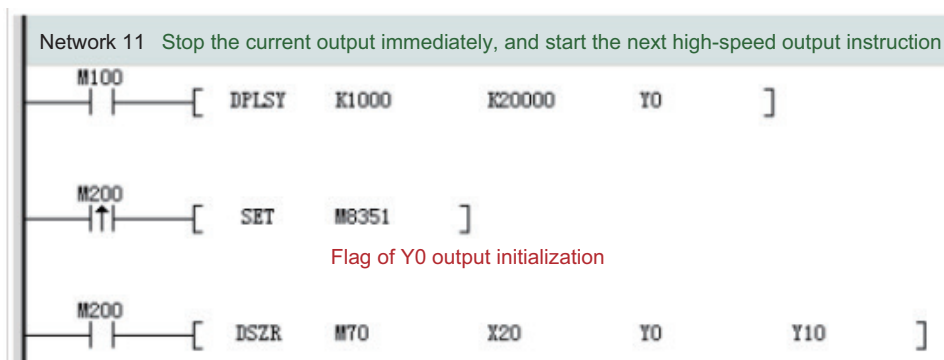 Network 11 Stop the current output immediately, and start the next high-speed output instruction
M100
[ DPLSY K1000 K20000 Y0 ]
M200
[ SET M8351 ]
Flag of Y0 output initialization
M200
[ DSZR M70 X20 Y0 Y10 ]